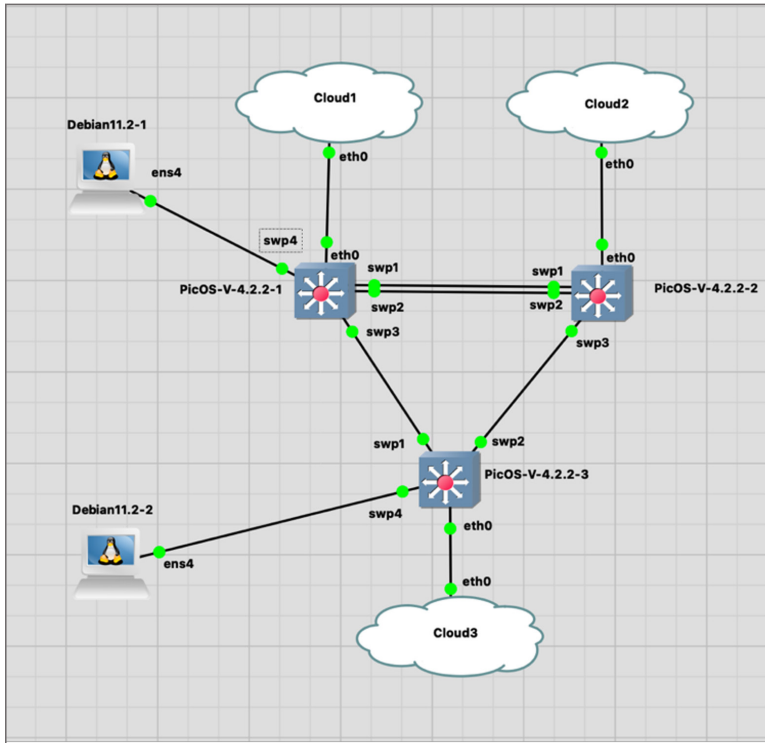 Cloud1
Cloud2
Debian11.2-1
eth0
eth0
ens4
swp4
eth0
eth0
swp1
swp1
PicOS-V-4.2.2-1
PicOS-V-4.2.2-2
swp2
swp2
swp3
swp3
swp1
swp2
PicOS-V-4.2.2-3
Debian11.2-2
swp4
eth0
ens4
eth0
Cloud3